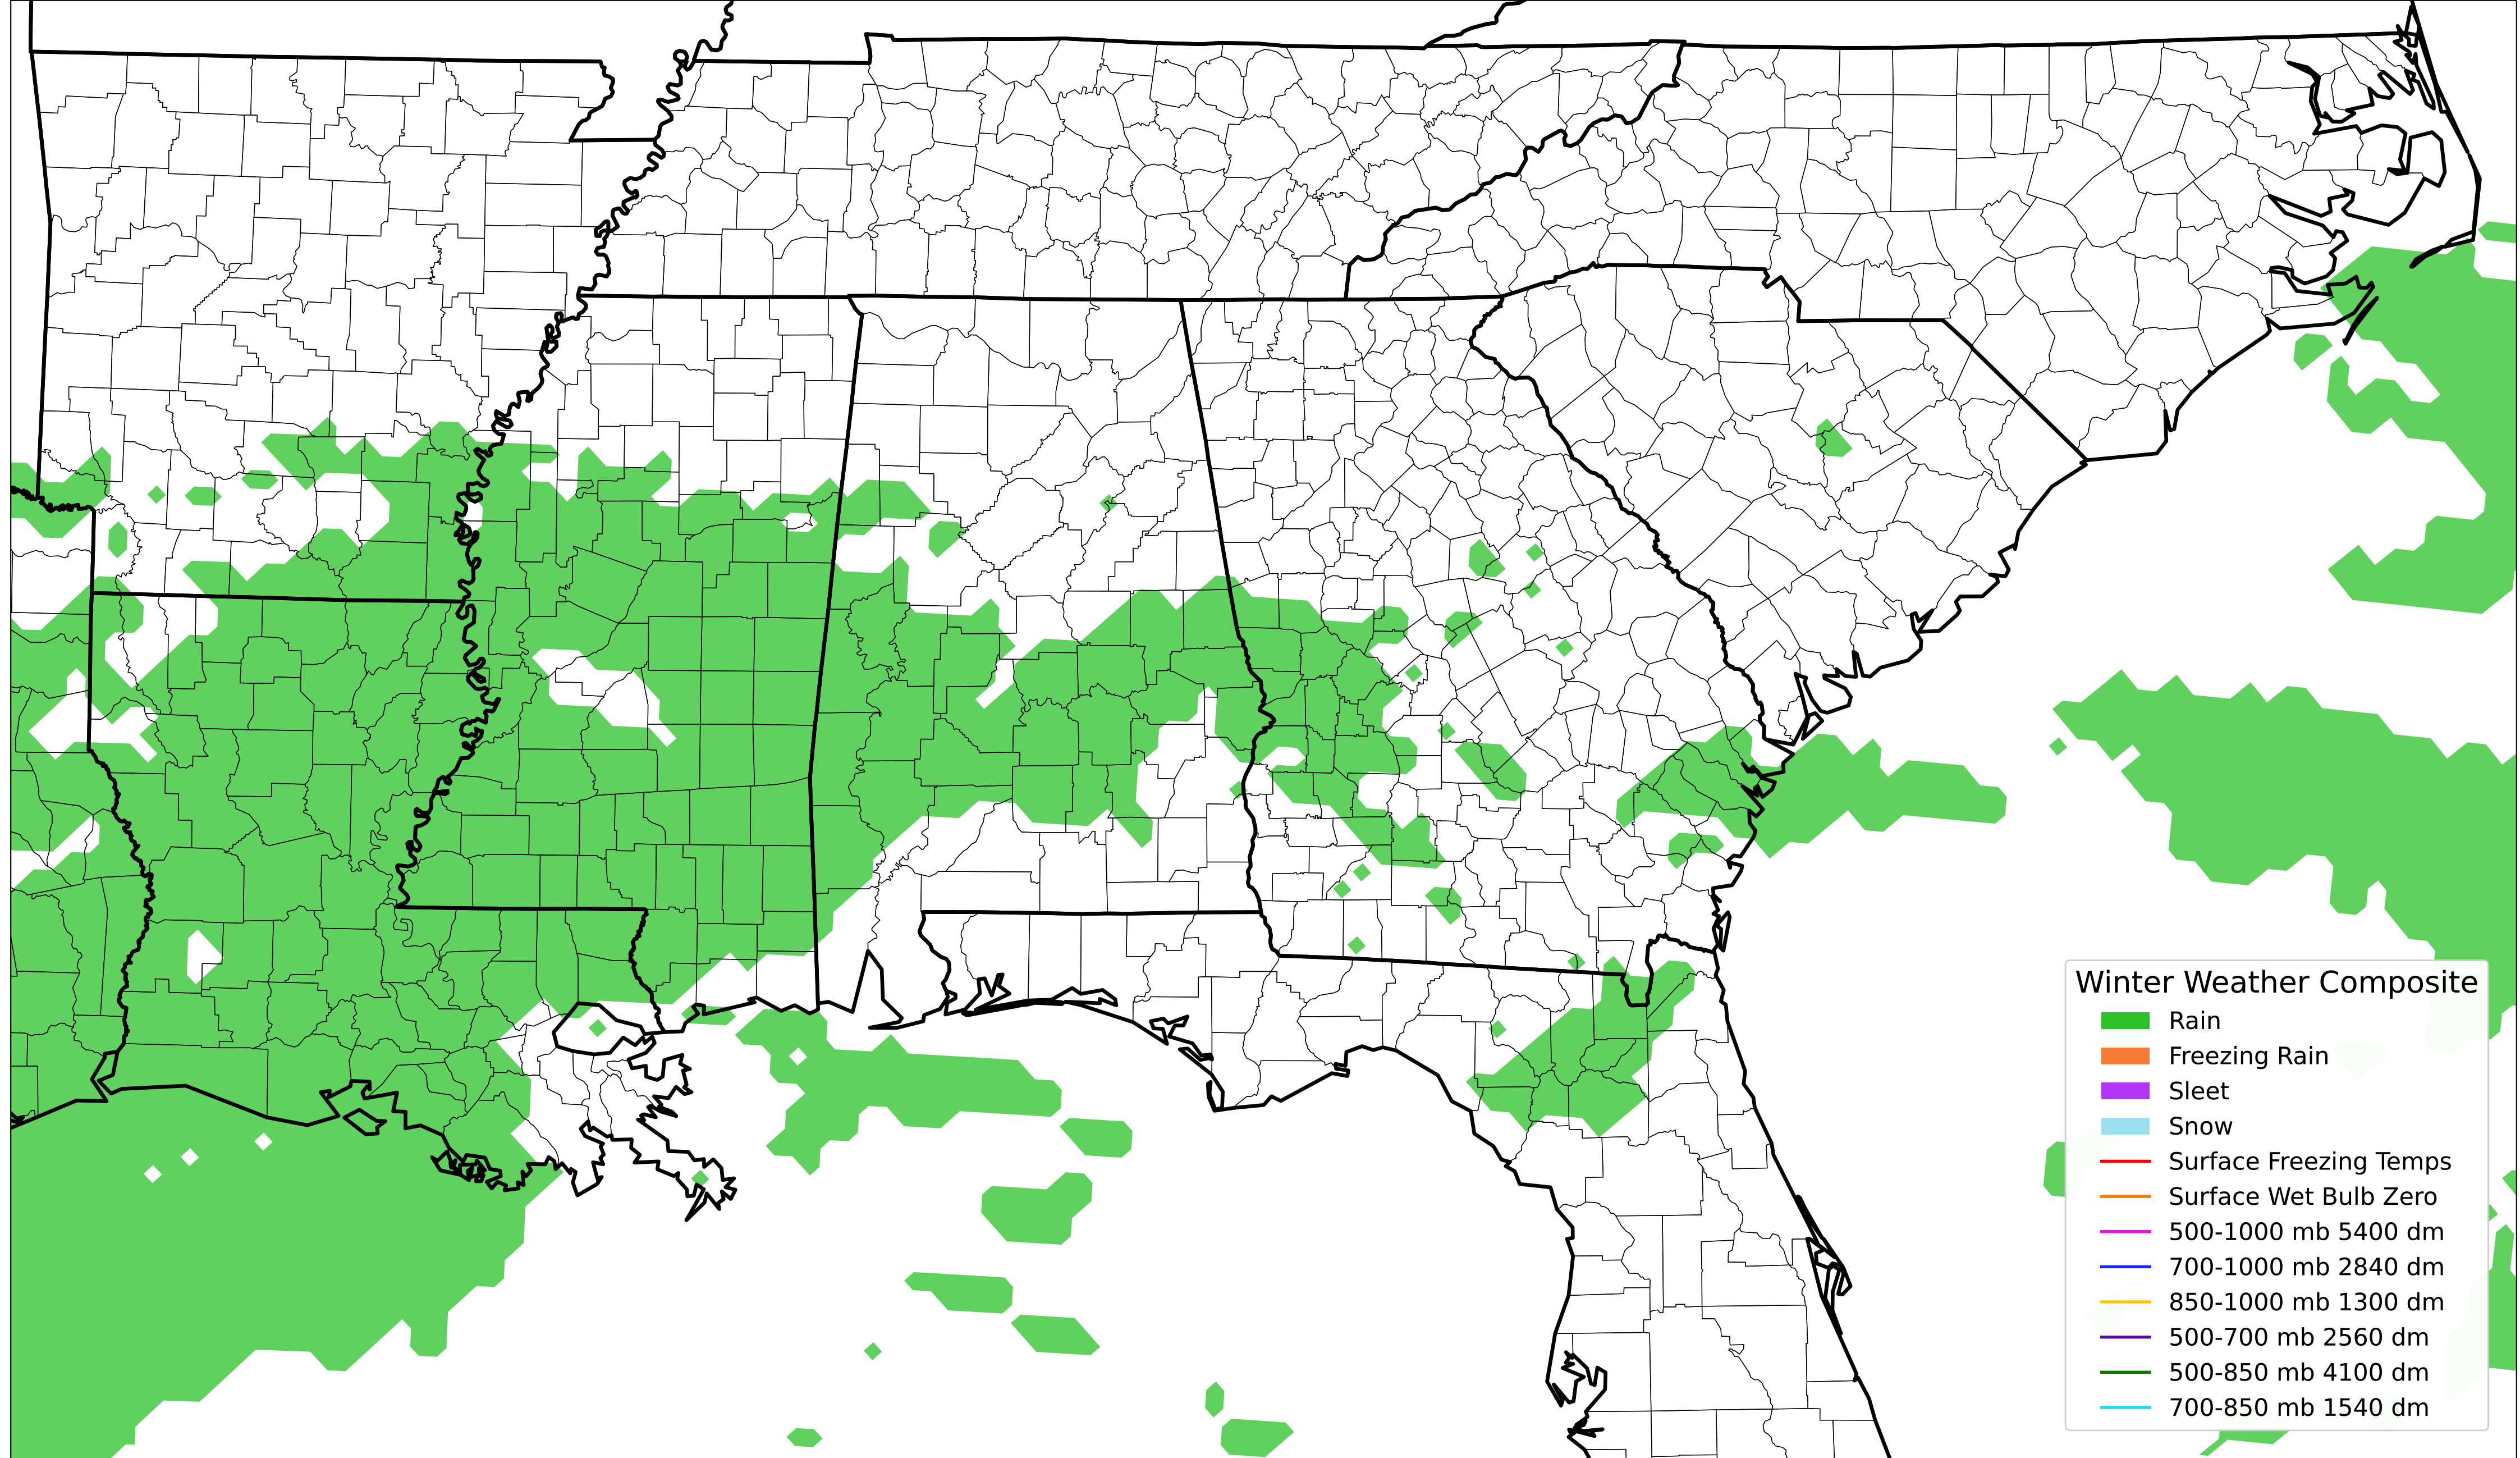 Winter Weather Composite
Rain
Freezing Rain
Sleet
Snow
Surface Freezing Temps
Surface Wet Bulb Zero
500-1000 mb 5400 dm
700-1000 mb 2840 dm
850-1000 mb 1300 dm
500-700 mb 2560 dm
500-850 mb 4100 dm
700-850 mb 1540 dm